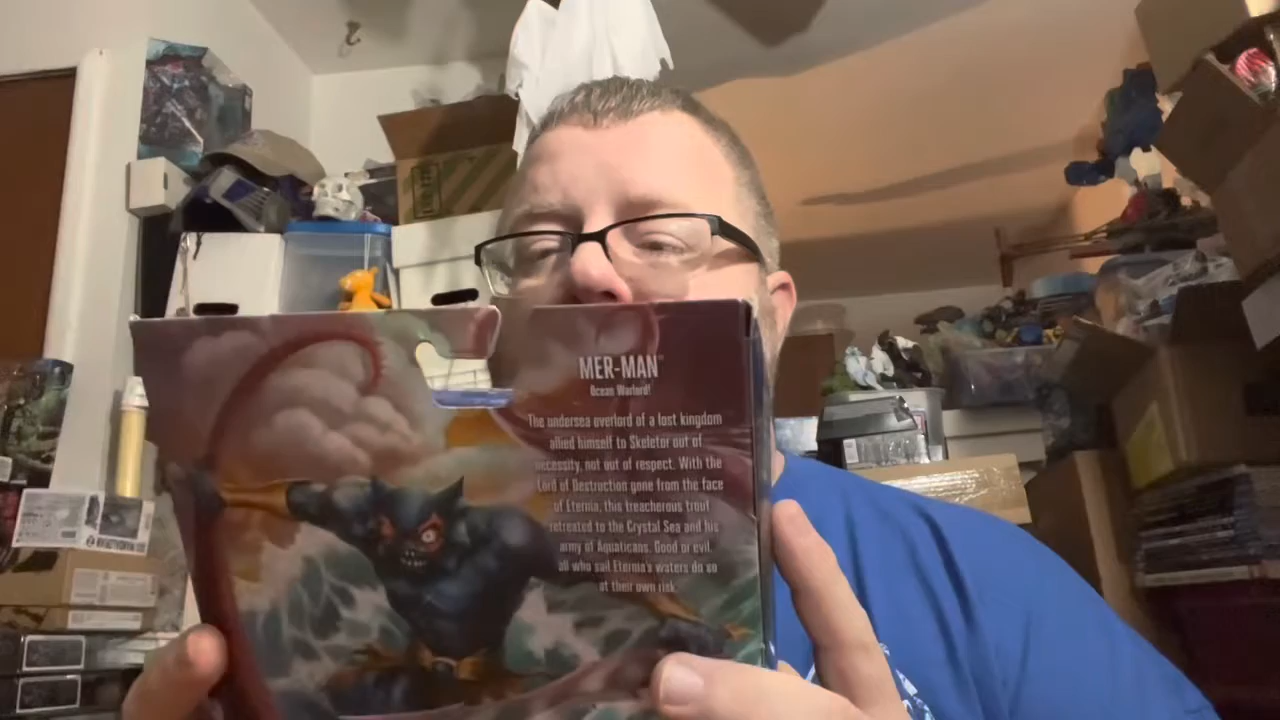 MER-MAN™
Ocean Warlord!
The undersea overlord of a lost kingdom
allied himself to Skeletor out of
necessity, not out of respect. With the
Lord of Destruction gone from the face
of Eternia, this treacherous trout
retreated to the Crystal Sea and his
army of Aquaticans. Good or evil,
all who sail Eternia's waters do so
at their own risk.